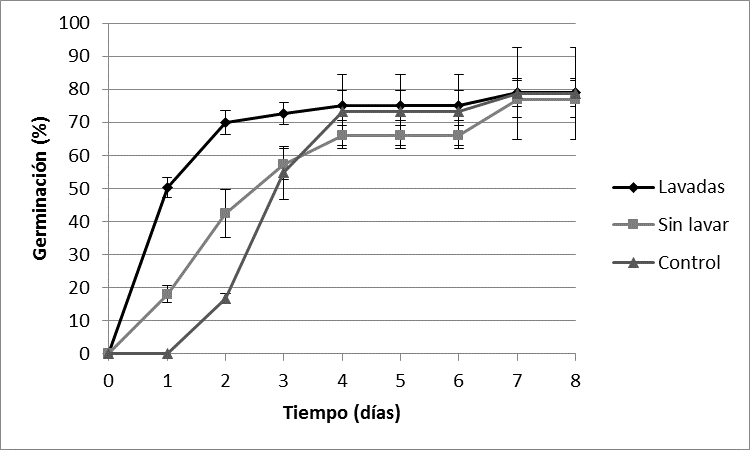 100
90
80
70
60
50
40
30
20
10
0
Germinación (%)
0 1 2 3 4 5 6 7 8
Tiempo (días)
Lavadas
Sin lavar
Control